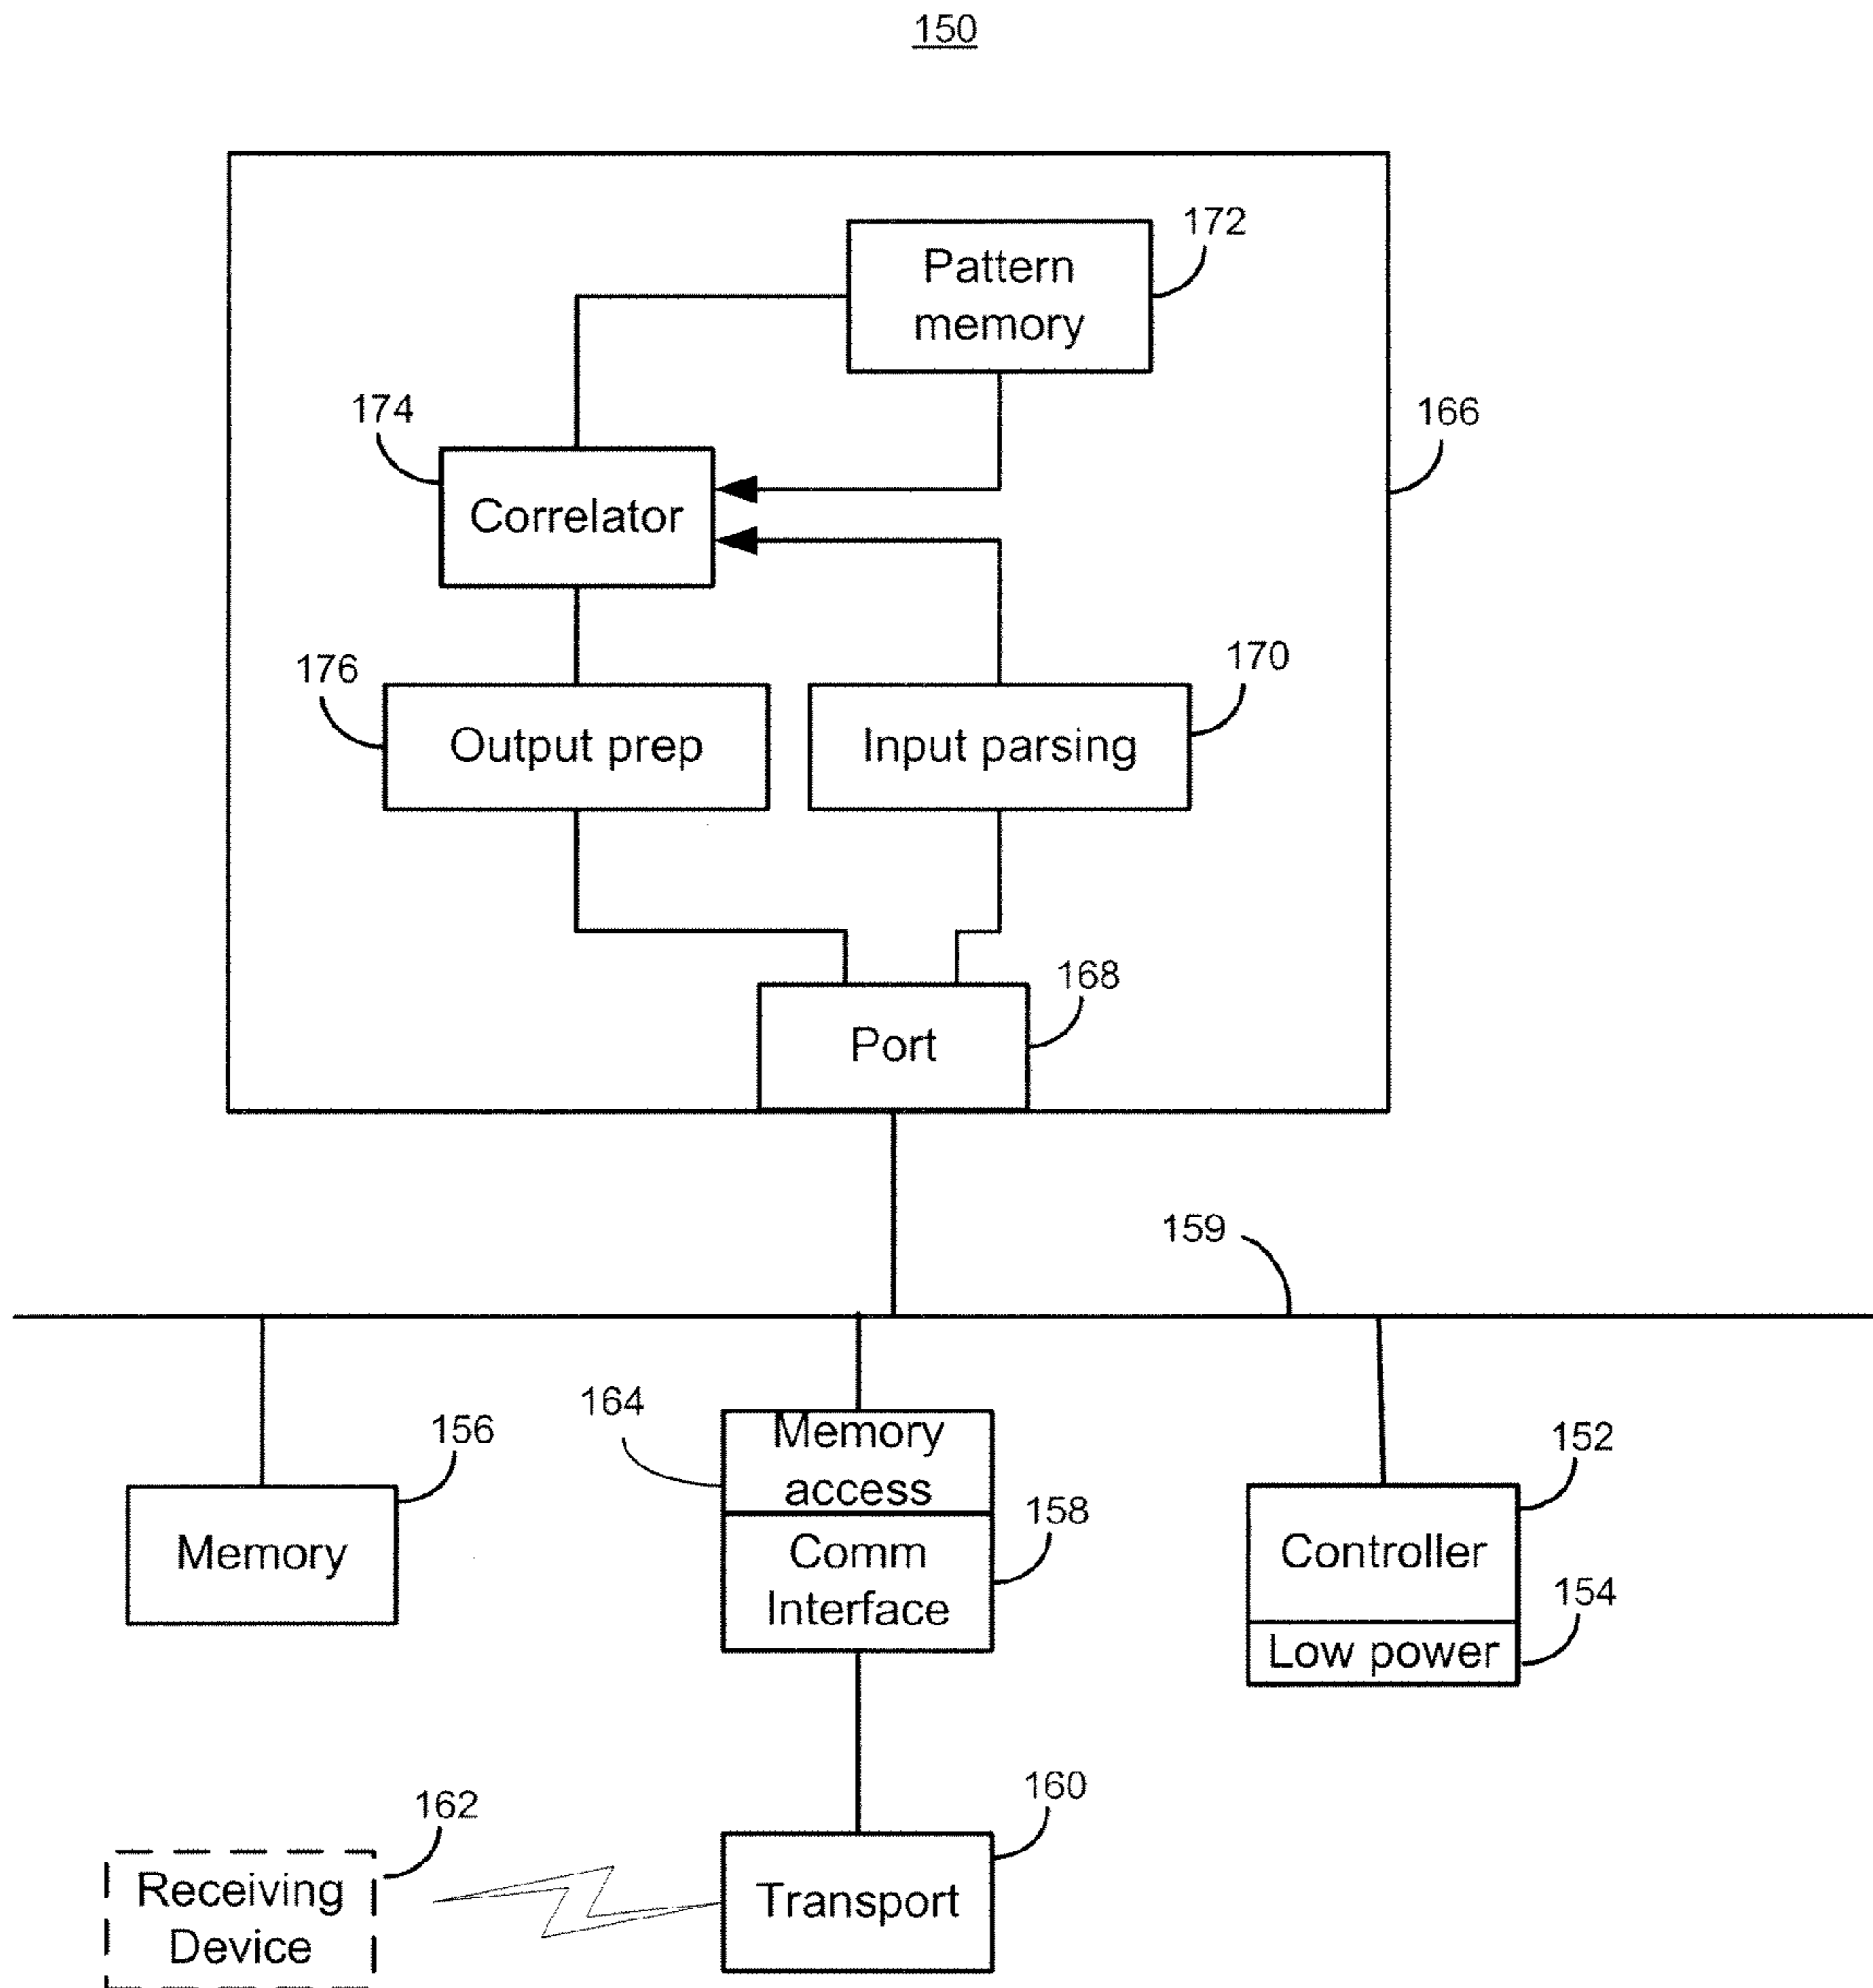 150
172
Pattern
memory
174
166
Correlator
176
170
Output prep
Input parsing
168
Port
159
164
Memory
access
156
152
158
Memory
Comm
Interface
Controller
154
Low power
162
160
Receiving
Device
Transport